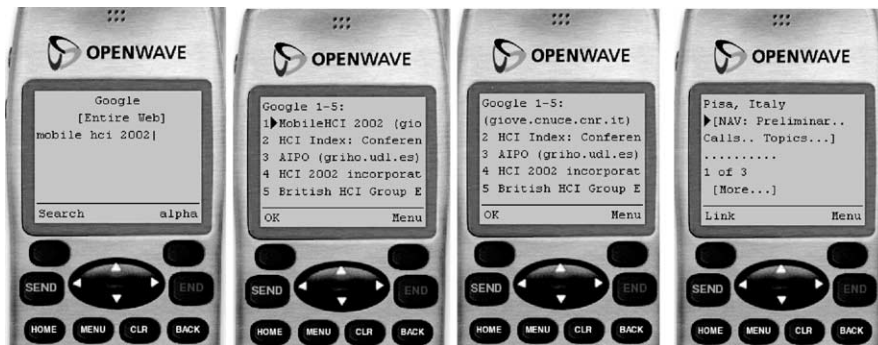 OPENWAVE
Google
[Entire Web]
mobile hci 2002|
Search alpha
SEND END
HOME MENU CLR BACK
OPENWAVE
Google 1-5:
1 MobileHCI 2002 (gio
2 HCI Index: Conferen
3 AIPO (griho.udl.es)
4 HCI 2002 incorporat
5 British HCI Group E
OK Menu
SEND END
HOME MENU CLR BACK
OPENWAVE
Google 1-5:
(giove.cnuce.cnr.it)
2 HCI Index: Conferen
3 AIPO (griho.udl.es)
4 HCI 2002 incorporat
5 British HCI Group E
OK Menu
SEND END
HOME MENU CLR BACK
OPENWAVE
Pisa, Italy
[NAV: Preliminar..
Calls.. Topics...]
..........
1 of 3
[More...]
Link Menu
SEND END
HOME MENU CLR BACK